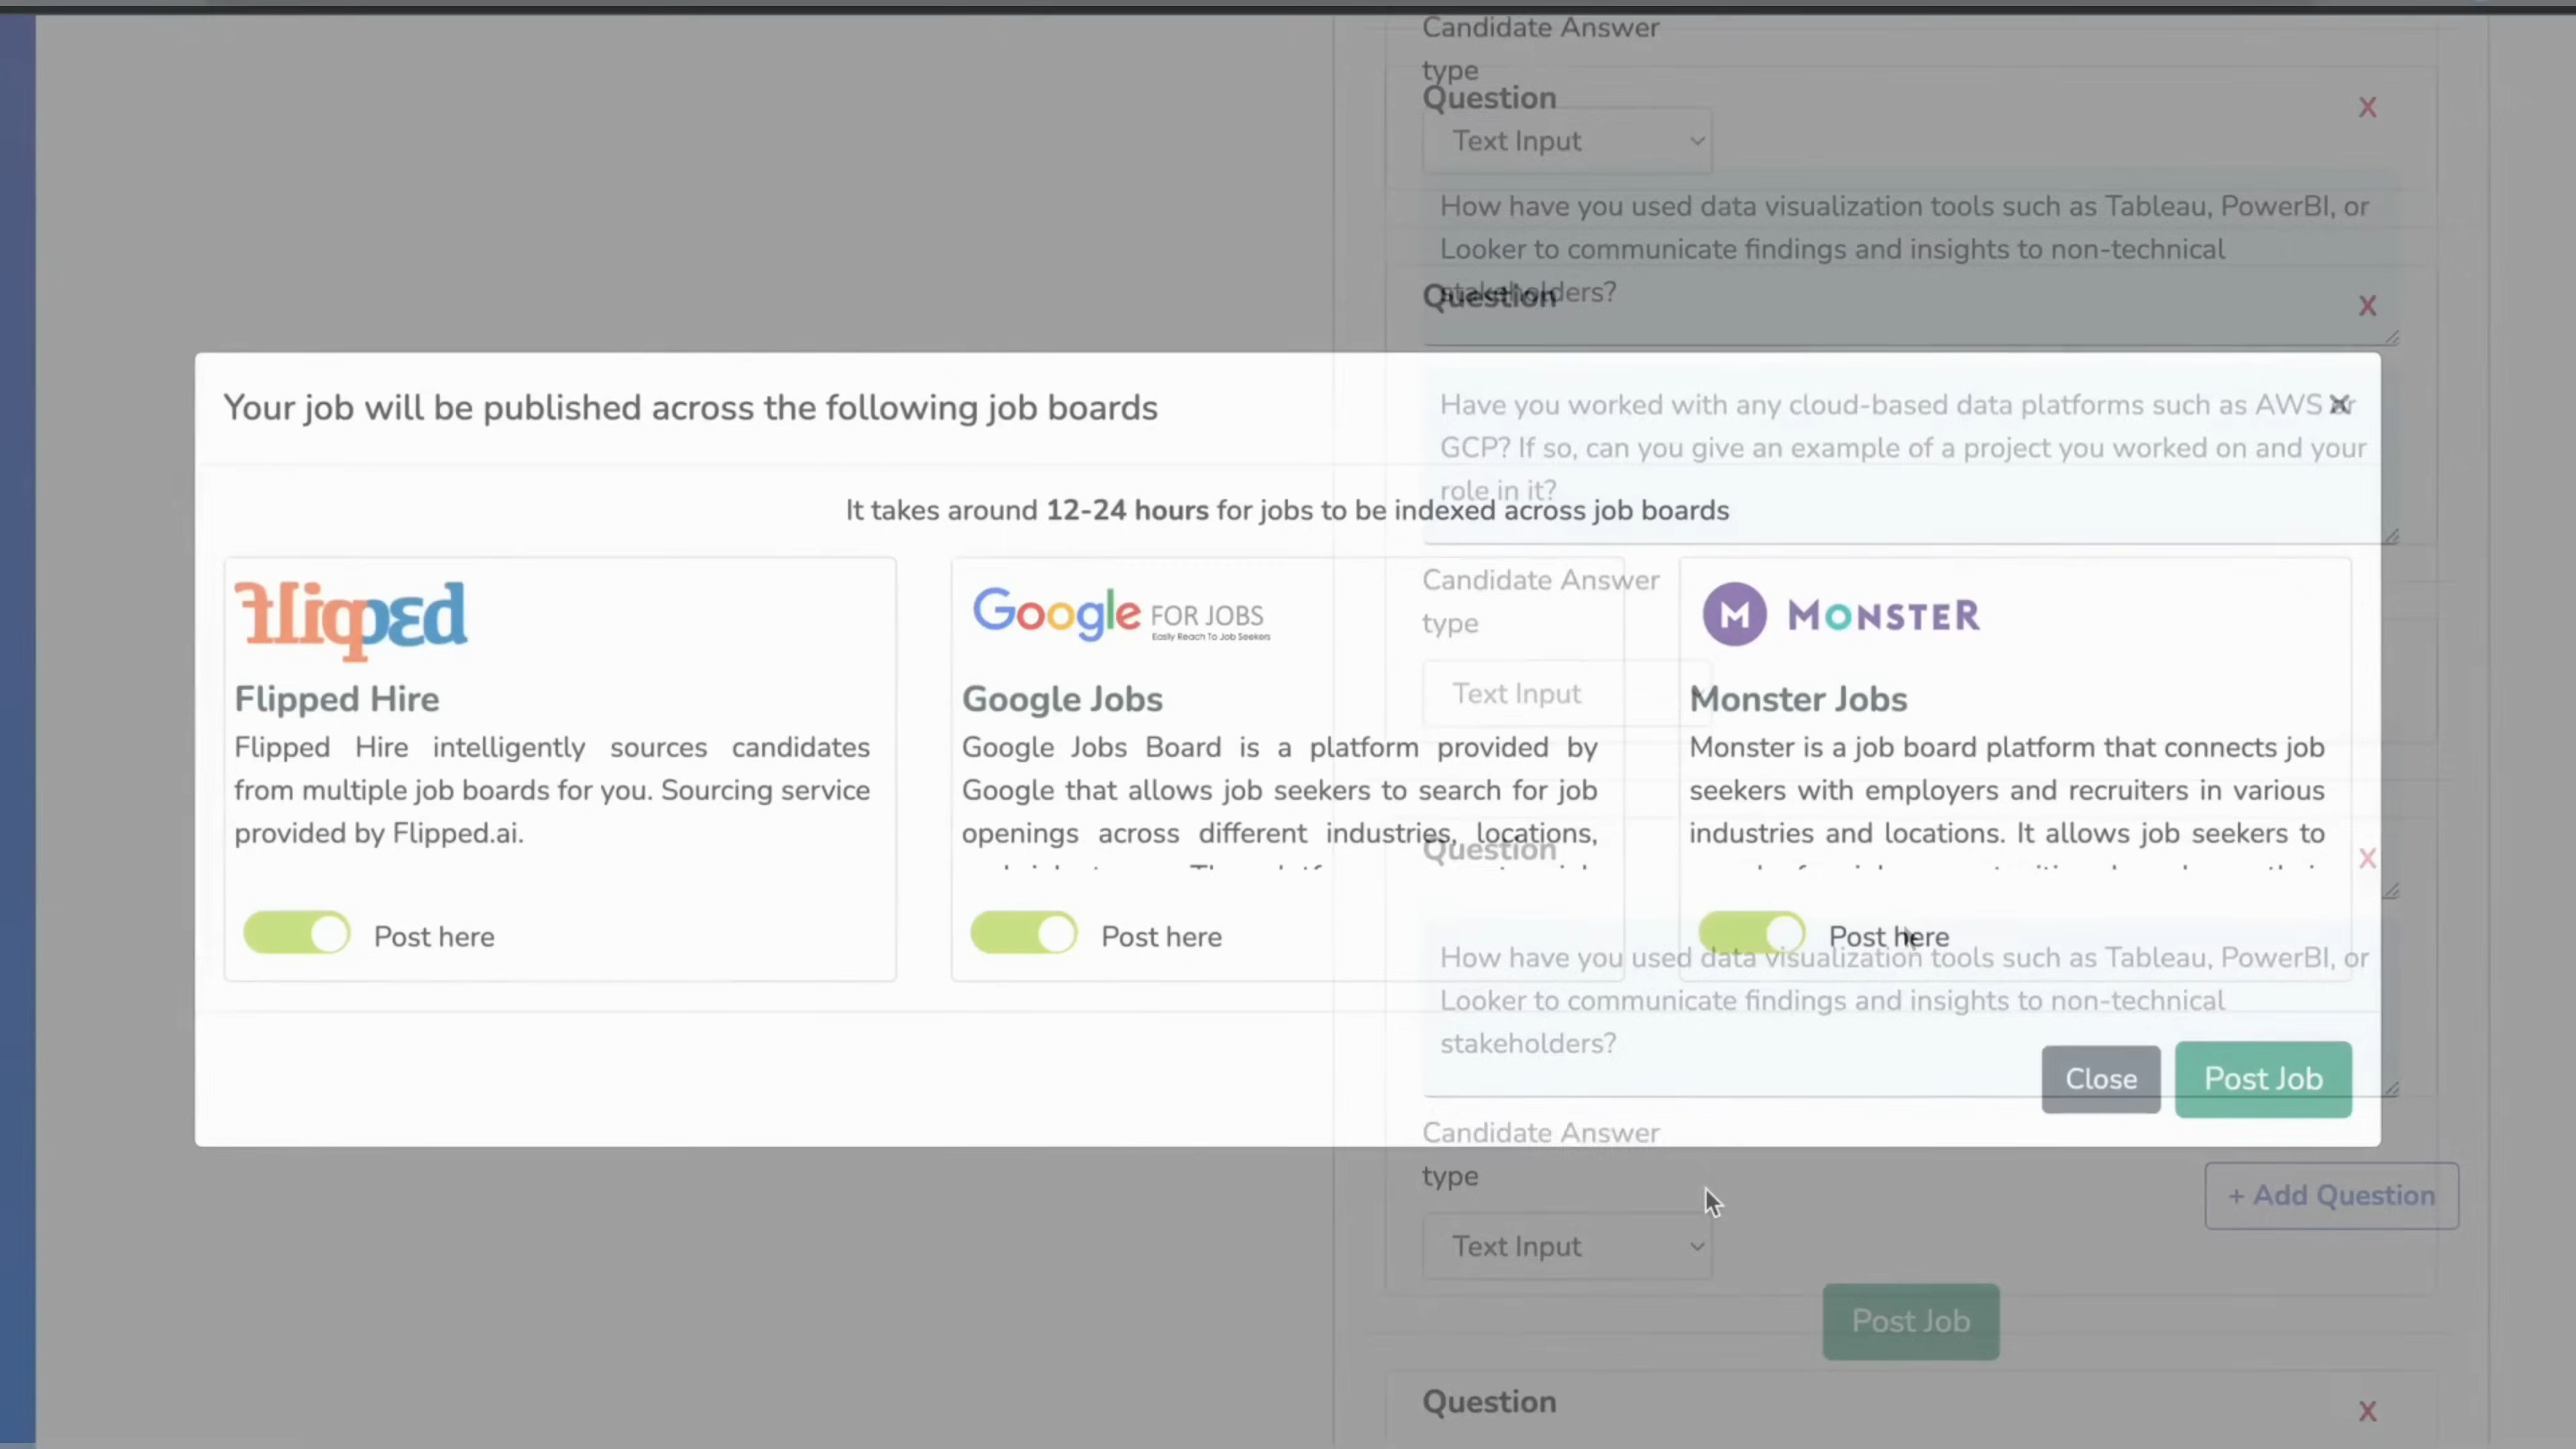 Candidate Answer
type
Question
X
Text Input
How have you used data visualization tools such as Tableau, PowerBI, or
Looker to communicate findings and insights to non-technical
stakeholders?
Question
X
Your job will be published across the following job boards
Have you worked with any cloud-based data platforms such as AWS or
GCP? If so, can you give an example of a project you worked on and your
role in it?
It takes around 12-24 hours for jobs to be indexed across job boards
Flipped
Flipped Hire
Flipped Hire intelligently sources candidates
from multiple job boards for you. Sourcing service
provided by Flipped.ai.
Post here
Google FOR JOBS
Easily Reach To Job Seekers
Google Jobs
Google Jobs Board is a platform provided by
Google that allows job seekers to search for job
openings across different industries, locations,
Post here
M MONSTER
Monster Jobs
Monster is a job board platform that connects job
seekers with employers and recruiters in various
industries and locations. It allows job seekers to
Post here
Candidate Answer
type
Text Input
Question
X
How have you used data visualization tools such as Tableau, PowerBI, or
Looker to communicate findings and insights to non-technical
stakeholders?
Close
Post Job
Candidate Answer
type
Text Input
+ Add Question
Post Job
Question
X